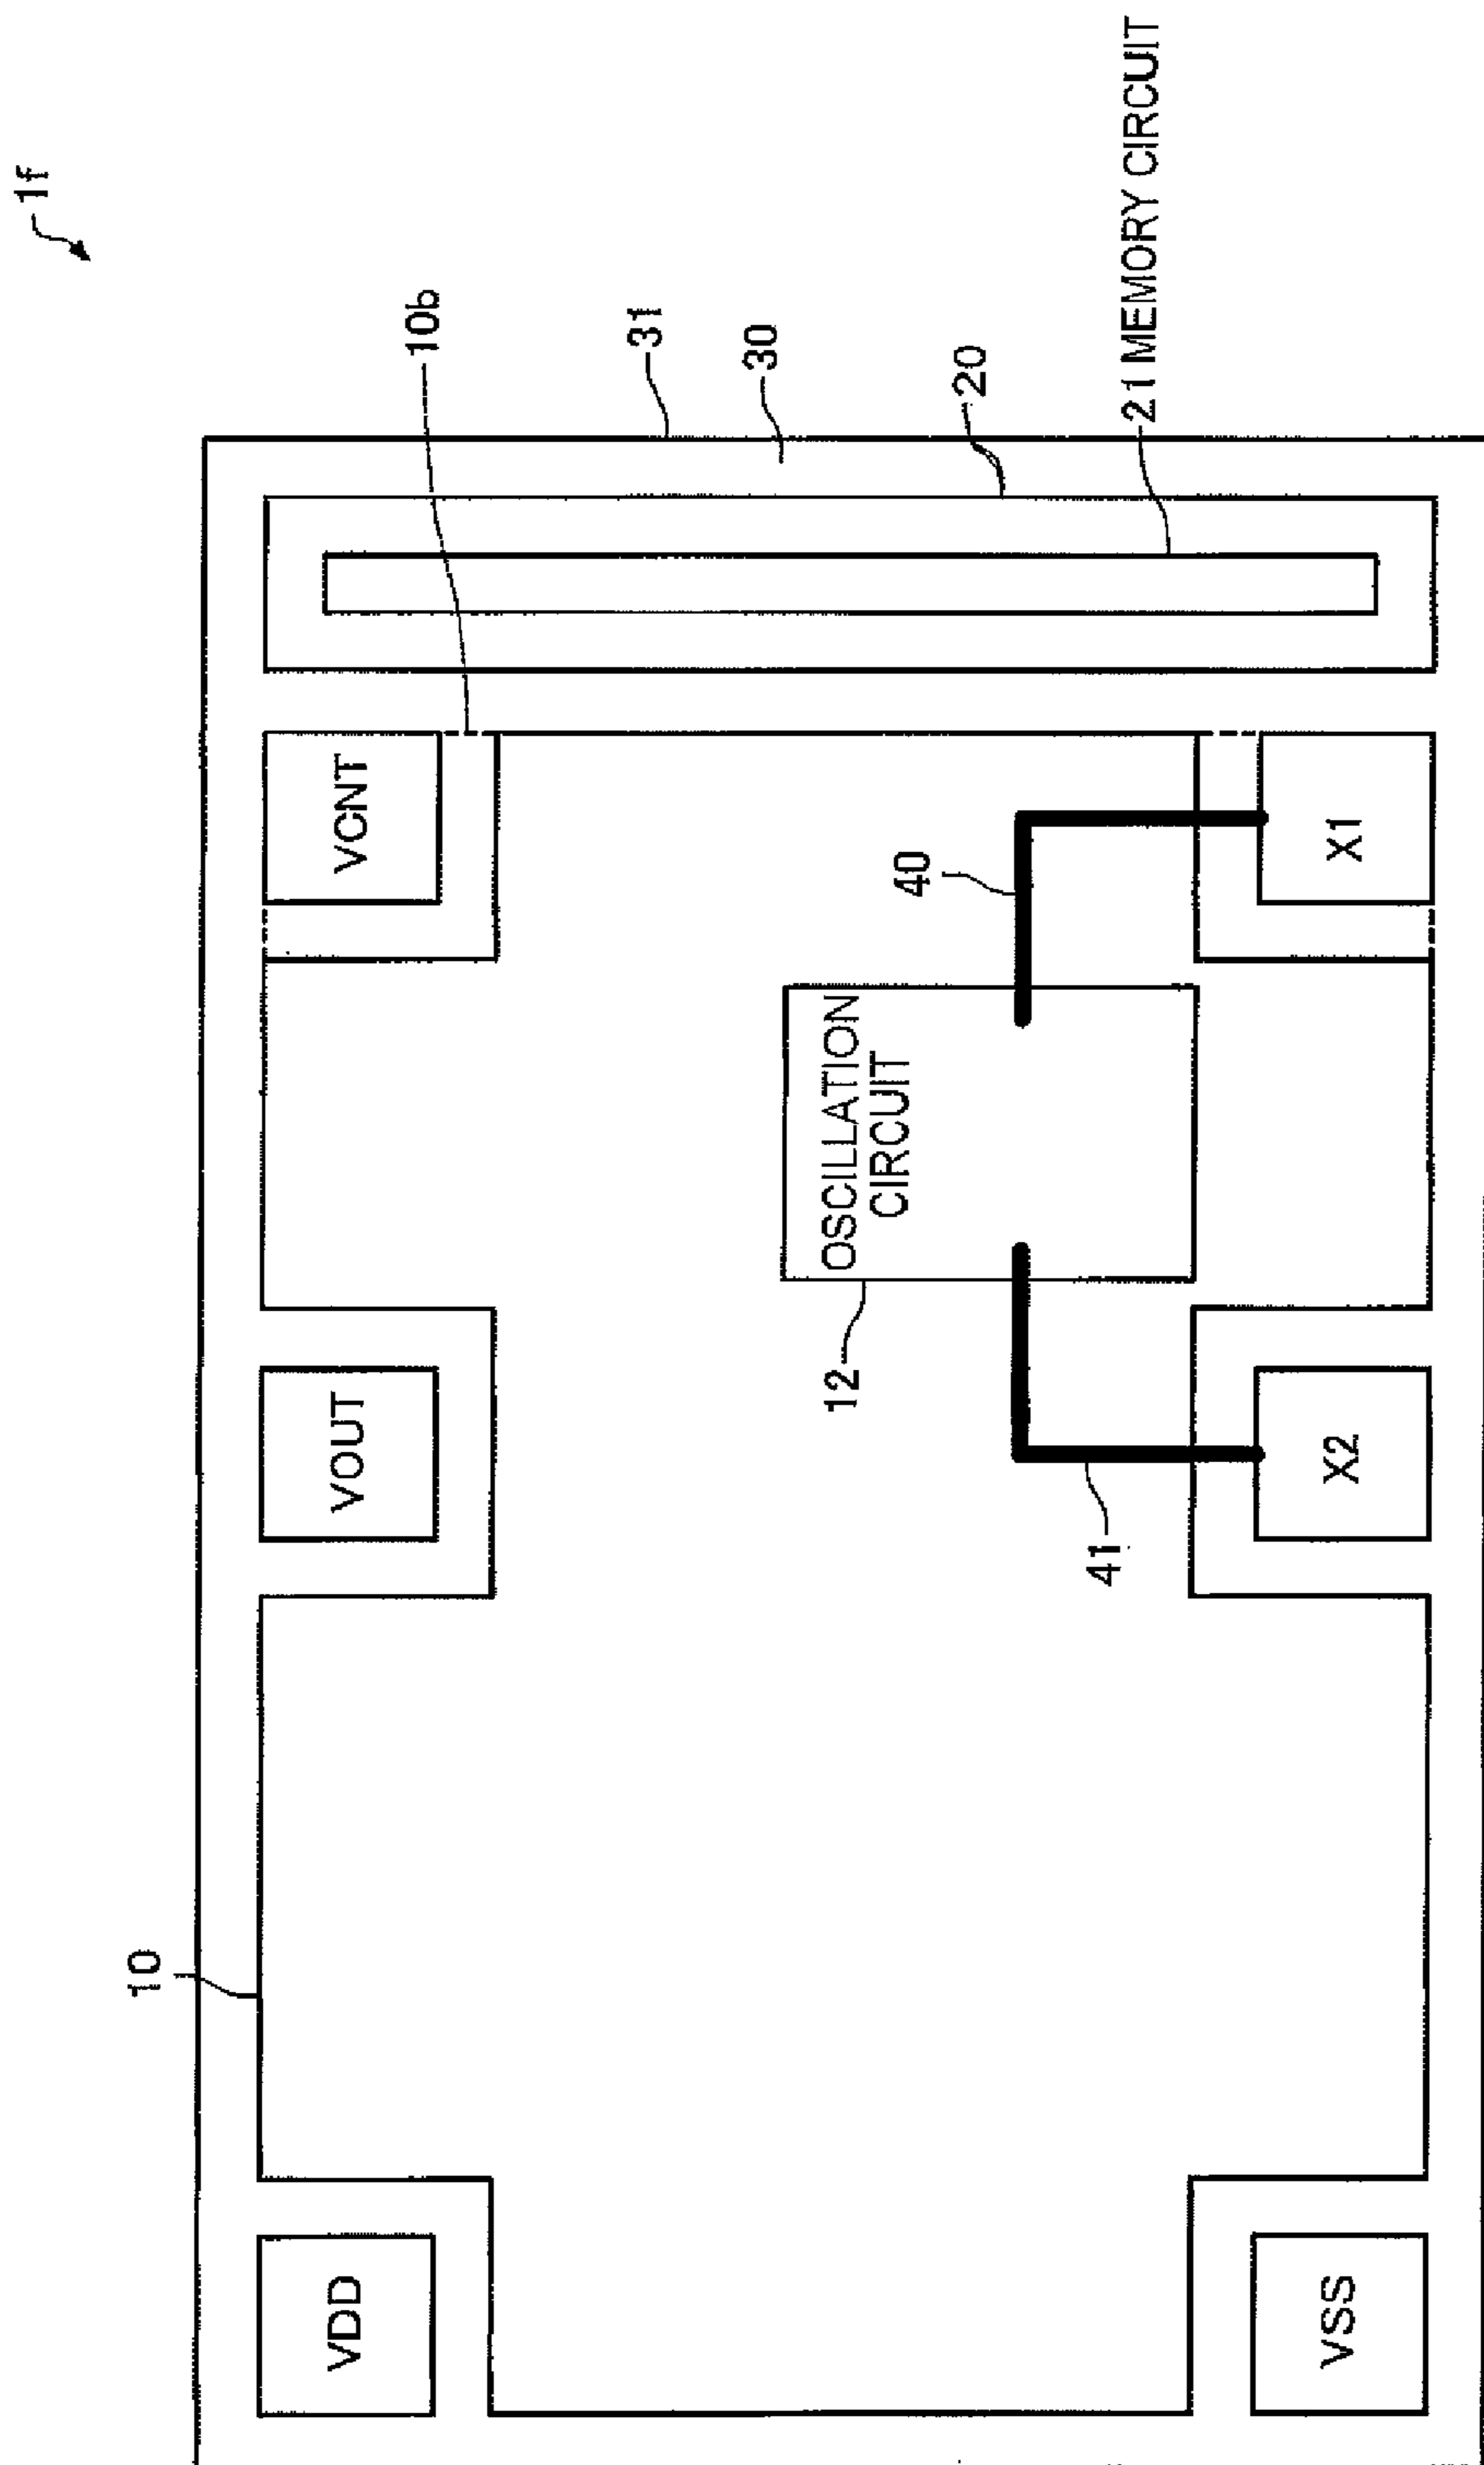 1f
10
VDD
VOUT
VCNT
10b
31
30
12
OSCILLATION
CIRCUIT
40
20
41
21 MEMORY CIRCUIT
VSS
X2
X1